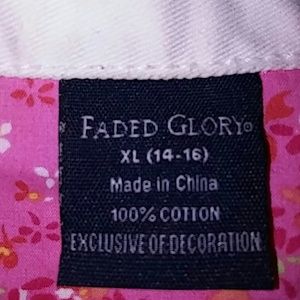 FADED GLORY®
XL (14-16)
Made in China
100% COTTON
EXCLUSIVE OF DECORATION